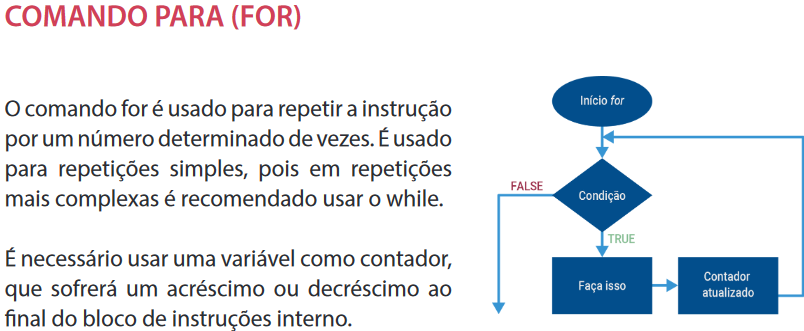 COMANDO PARA (FOR)
O comando for é usado para repetir a instrução
por um número determinado de vezes. É usado
para repetições simples, pois em repetições
mais complexas é recomendado usar o while.
É necessário usar uma variável como contador,
que sofrerá um acréscimo ou decréscimo ao
final do bloco de instruções interno.
Início for
Condição
FALSE
TRUE
Faça isso
Contador
atualizado